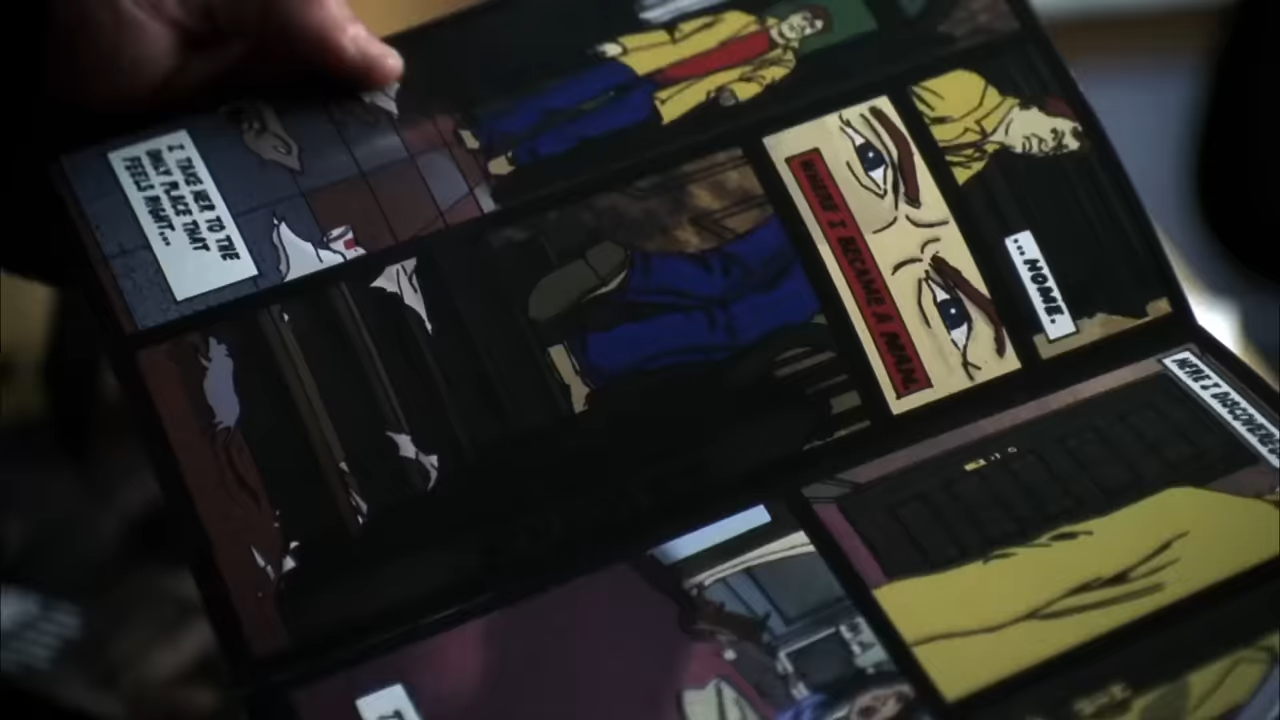 I TAKE HER TO THE
ONLY PLACE THAT
FEELS RIGHT...
...HOME.
WHERE I BECAME A MAN.
HERE I DISCOVERED